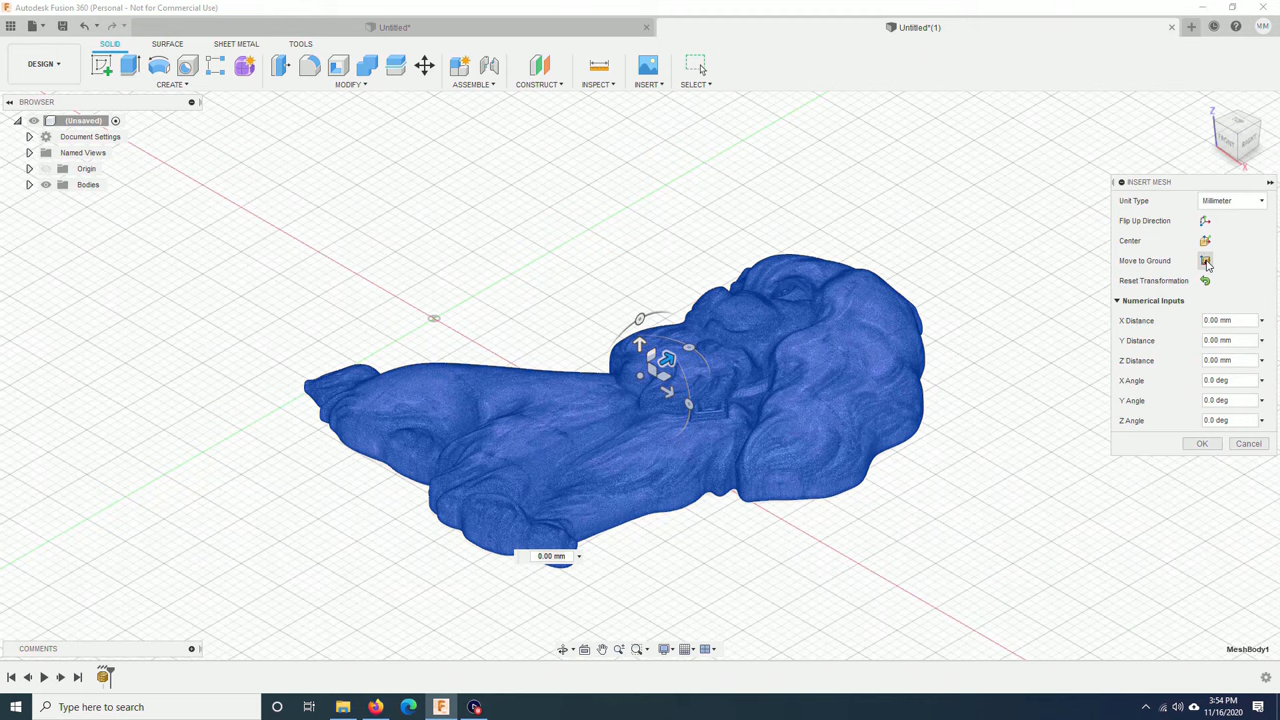 Autodesk Fusion 360 (Personal - Not for Commercial Use)
Untitled*
Untitled*(1)
MM
SOLID SURFACE SHEET METAL TOOLS
DESIGN
CREATE MODIFY ASSEMBLE CONSTRUCT INSPECT INSERT SELECT
BROWSER
(Unsaved)
Document Settings
Named Views
Origin
Bodies
Z
FRONT
RIGHT
X
INSERT MESH
Unit Type Millimeter
Flip Up Direction
Center
Move to Ground
Reset Transformation
Numerical Inputs
X Distance 0.00 mm
Y Distance 0.00 mm
Z Distance 0.00 mm
X Angle 0.0 deg
Y Angle 0.0 deg
Z Angle 0.0 deg
OK Cancel
0.00 mm
COMMENTS
MeshBody1
Type here to search
3:54 PM
11/16/2020